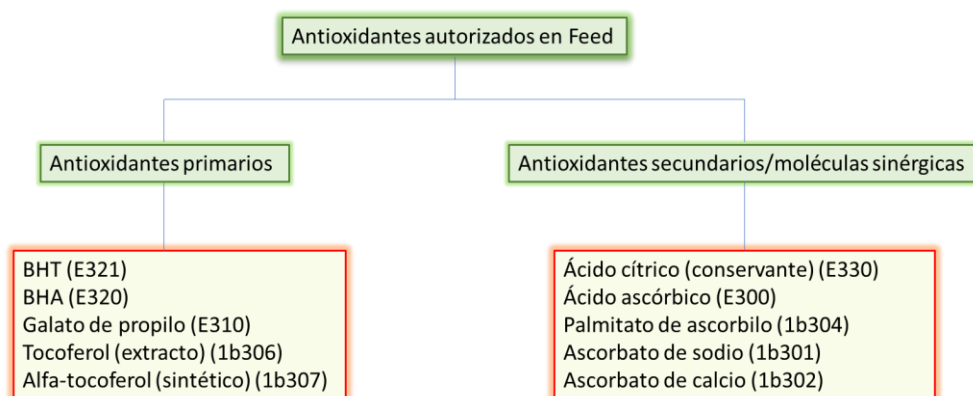 Antioxidantes autorizados en Feed
Antioxidantes primarios
Antioxidantes secundarios/moléculas sinérgicas
BHT (E321)
BHA (E320)
Galato de propilo (E310)
Tocoferol (extracto) (1b306)
Alfa-tocoferol (sintético) (1b307)
Ácido cítrico (conservante) (E330)
Ácido ascórbico (E300)
Palmitato de ascorbilo (1b304)
Ascorbato de sodio (1b301)
Ascorbato de calcio (1b302)